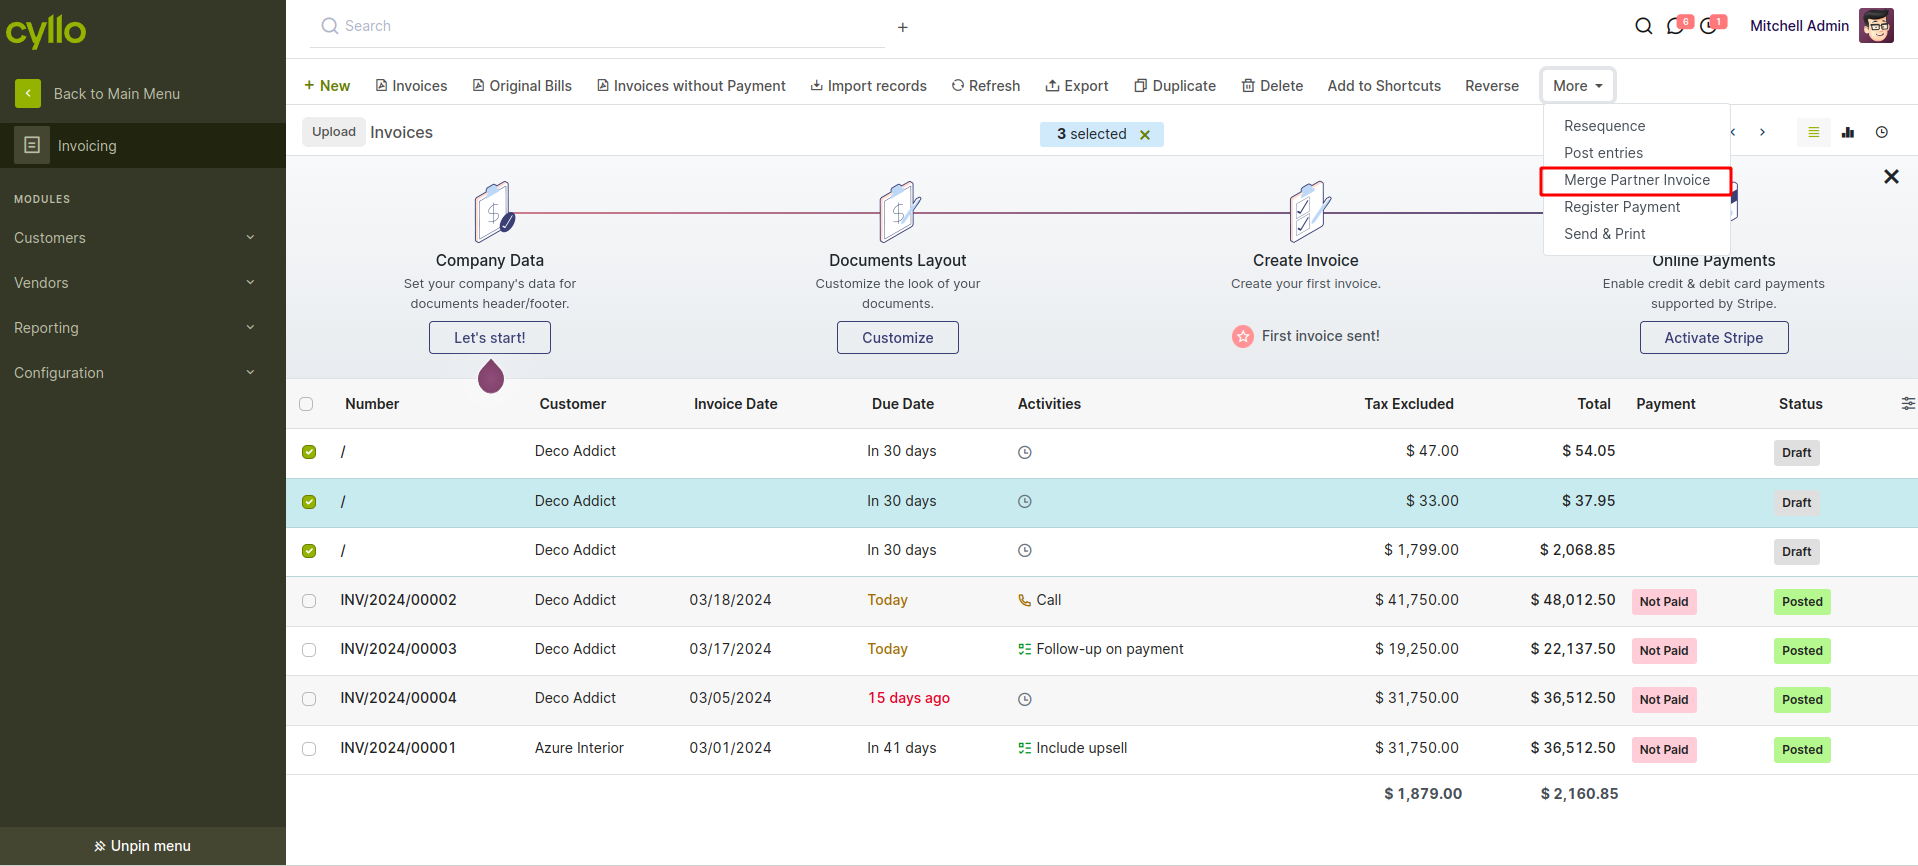 cyllo
Search
+
6
1
Mitchell Admin
Back to Main Menu
Invoicing
MODULES
Customers
Vendors
Reporting
Configuration
Unpin menu
+ New Invoices Original Bills Invoices without Payment Import records Refresh Export Duplicate Delete Add to Shortcuts Reverse More
Resequence
Post entries
Merge Partner Invoice
Register Payment
Send & Print
Upload Invoices 3 selected
Company Data
Set your company's data for
documents header/footer.
Let's start!
Documents Layout
Customize the look of your
documents.
Customize
Create Invoice
Create your first invoice.
First invoice sent!
Online Payments
Enable credit & debit card payments
supported by Stripe.
Activate Stripe
Number Customer Invoice Date Due Date Activities Tax Excluded Total Payment Status
/ Deco Addict In 30 days $ 47.00 $ 54.05 Draft
/ Deco Addict In 30 days $ 33.00 $ 37.95 Draft
/ Deco Addict In 30 days $ 1,799.00 $ 2,068.85 Draft
INV/2024/00002 Deco Addict 03/18/2024 Today Call $ 41,750.00 $ 48,012.50 Not Paid Posted
INV/2024/00003 Deco Addict 03/17/2024 Today Follow-up on payment $ 19,250.00 $ 22,137.50 Not Paid Posted
INV/2024/00004 Deco Addict 03/05/2024 15 days ago $ 31,750.00 $ 36,512.50 Not Paid Posted
INV/2024/00001 Azure Interior 03/01/2024 In 41 days Include upsell $ 31,750.00 $ 36,512.50 Not Paid Posted
$ 1,879.00 $ 2,160.85